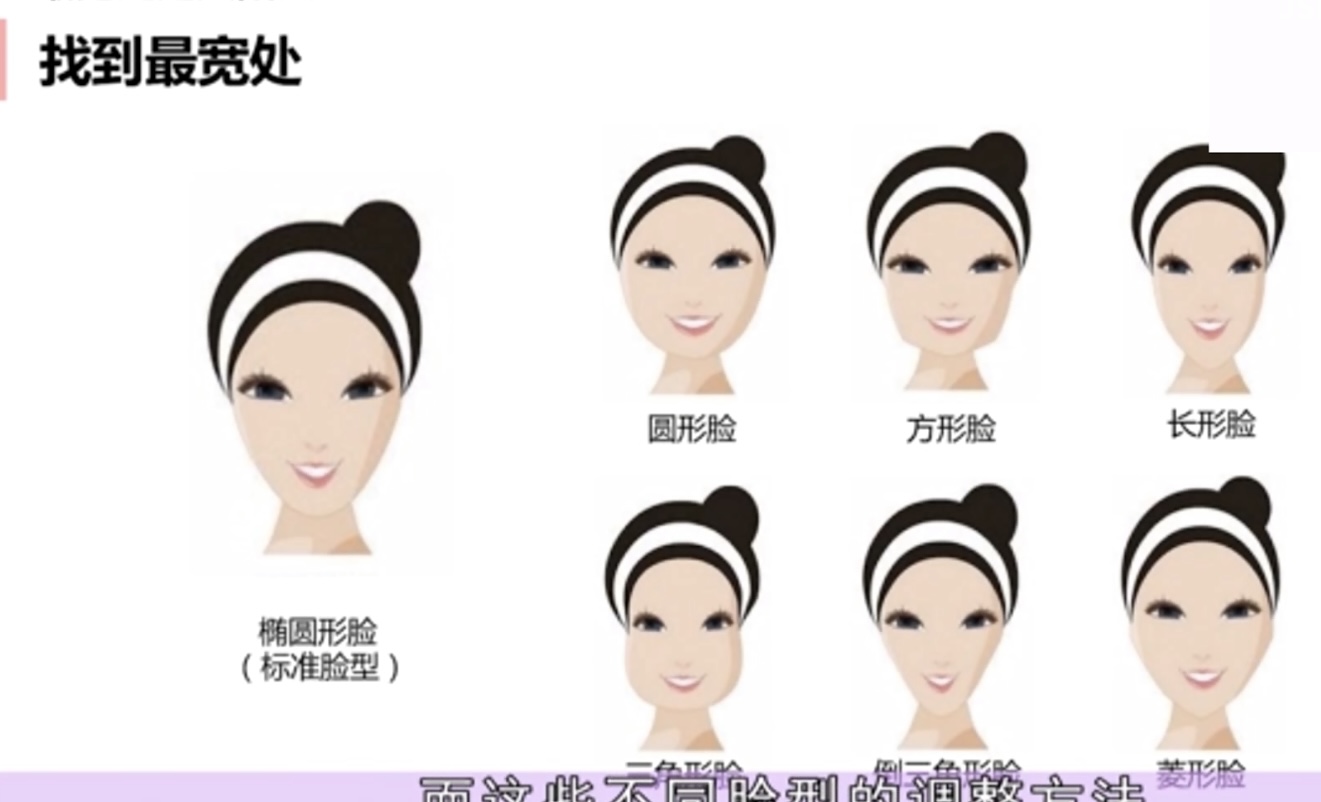 找到最宽处
圆形脸
方形脸
长形脸
椭圆形脸
（标准脸型）
三角形脸
倒三角形脸
菱形脸
而这些不同脸型的调整方法